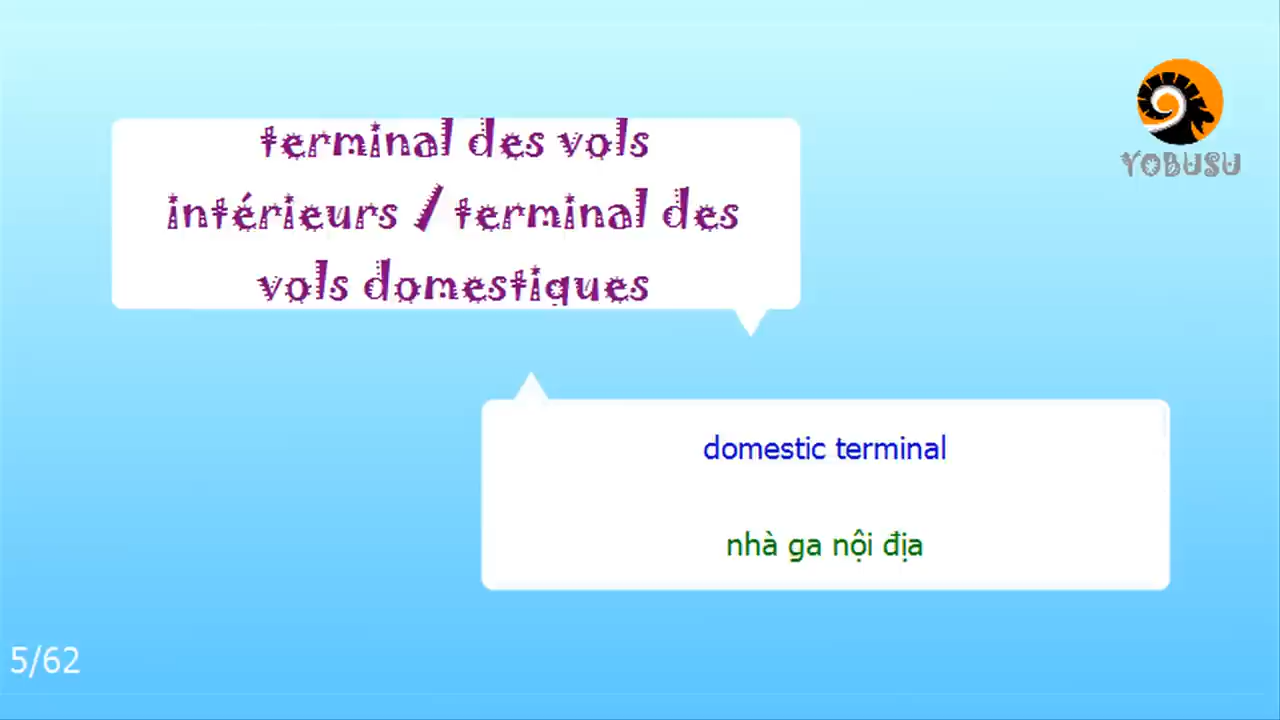 terminal des vols
intérieurs / terminal des
vols domestiques
YOBUSU
domestic terminal
nhà ga nội địa
5/62